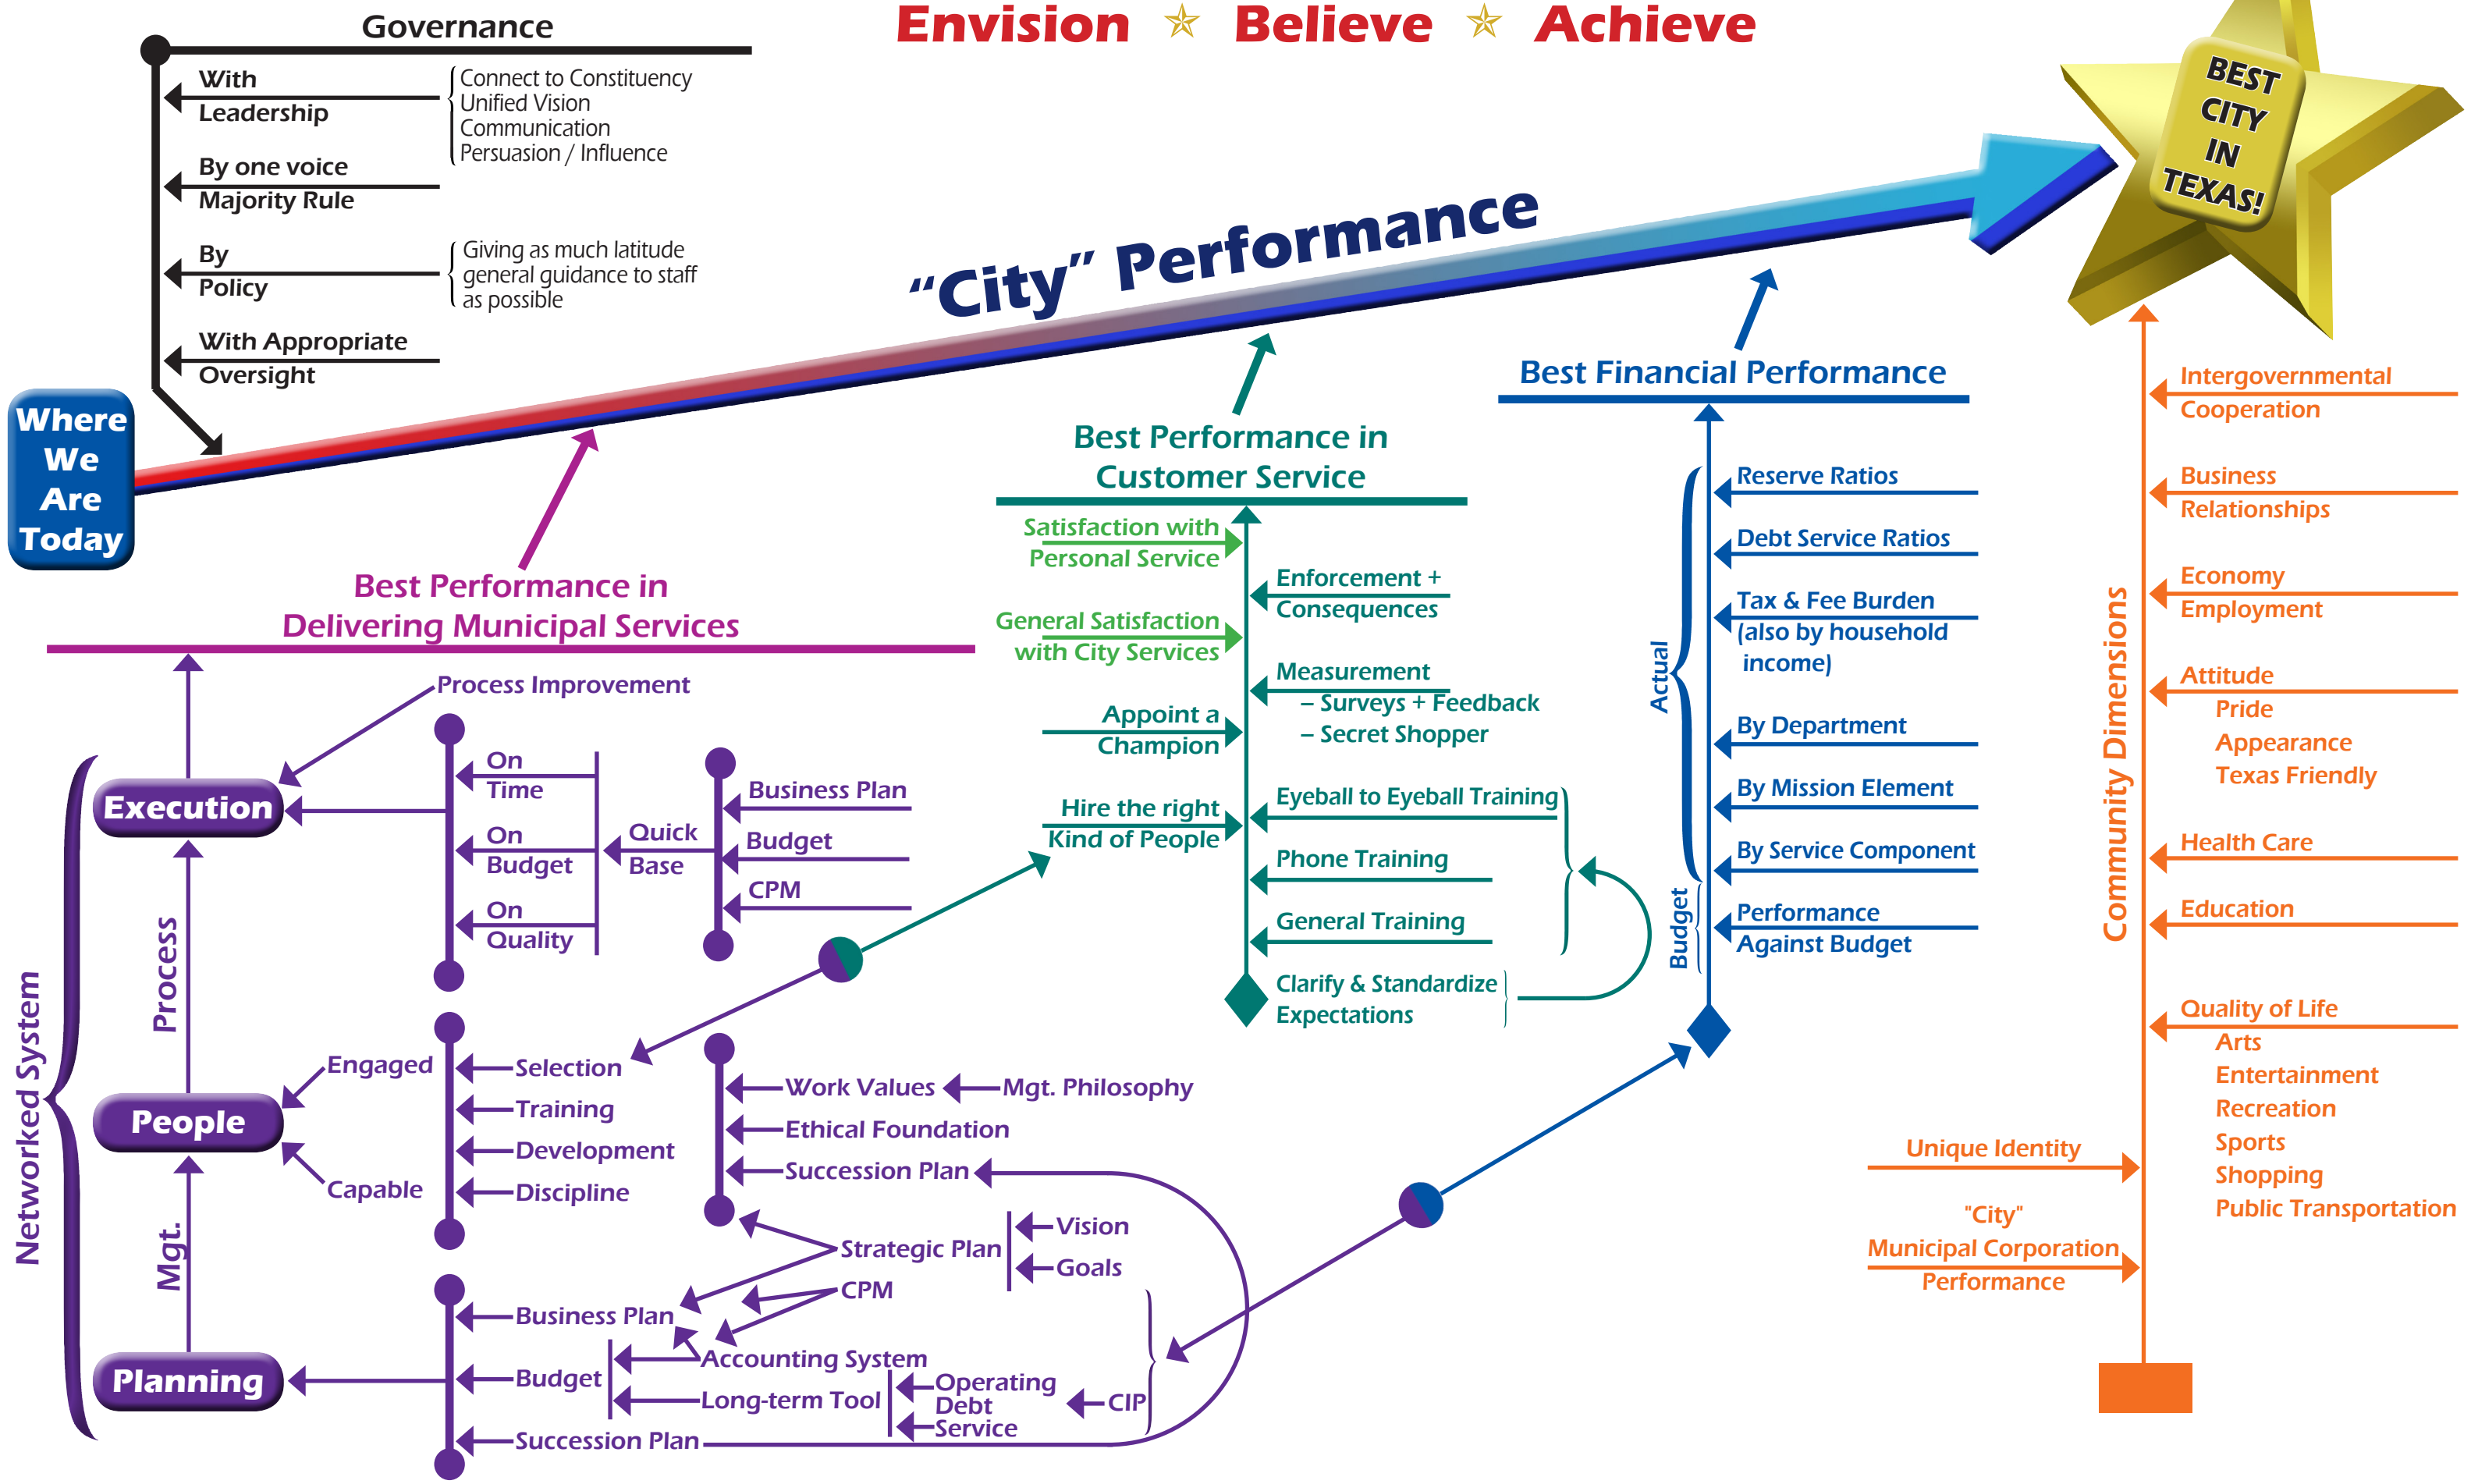 Envision Believe Achieve
Governance
With
Leadership
Connect to Constituency
Unified Vision
Communication
Persuasion / Influence
By one voice
Majority Rule
By
Policy
Giving as much latitude
general guidance to staff
as possible
With Appropriate
Oversight
Where
We
Are
Today
"City" Performance
BEST
CITY
IN
TEXAS!
Best Performance in
Delivering Municipal Services
Networked System
Execution
Process
People
Mgt.
Planning
Process Improvement
On
Time
On
Budget
On
Quality
Quick
Base
Business Plan
Budget
CPM
Engaged
Capable
Selection
Training
Development
Discipline
Work Values
Mgt. Philosophy
Ethical Foundation
Succession Plan
Strategic Plan
Vision
Goals
CPM
Business Plan
Budget
Accounting System
Long-term Tool
Operating
Debt
Service
CIP
Succession Plan
Best Performance in
Customer Service
Satisfaction with
Personal Service
General Satisfaction
with City Services
Appoint a
Champion
Hire the right
Kind of People
Enforcement +
Consequences
Measurement
– Surveys + Feedback
– Secret Shopper
Eyeball to Eyeball Training
Phone Training
General Training
Clarify & Standardize
Expectations
Best Financial Performance
Actual
Reserve Ratios
Debt Service Ratios
Tax & Fee Burden
(also by household
income)
By Department
By Mission Element
By Service Component
Budget
Performance
Against Budget
Community Dimensions
Intergovernmental
Cooperation
Business
Relationships
Economy
Employment
Attitude
Pride
Appearance
Texas Friendly
Health Care
Education
Quality of Life
Arts
Entertainment
Recreation
Sports
Shopping
Public Transportation
Unique Identity
"City"
Municipal Corporation
Performance